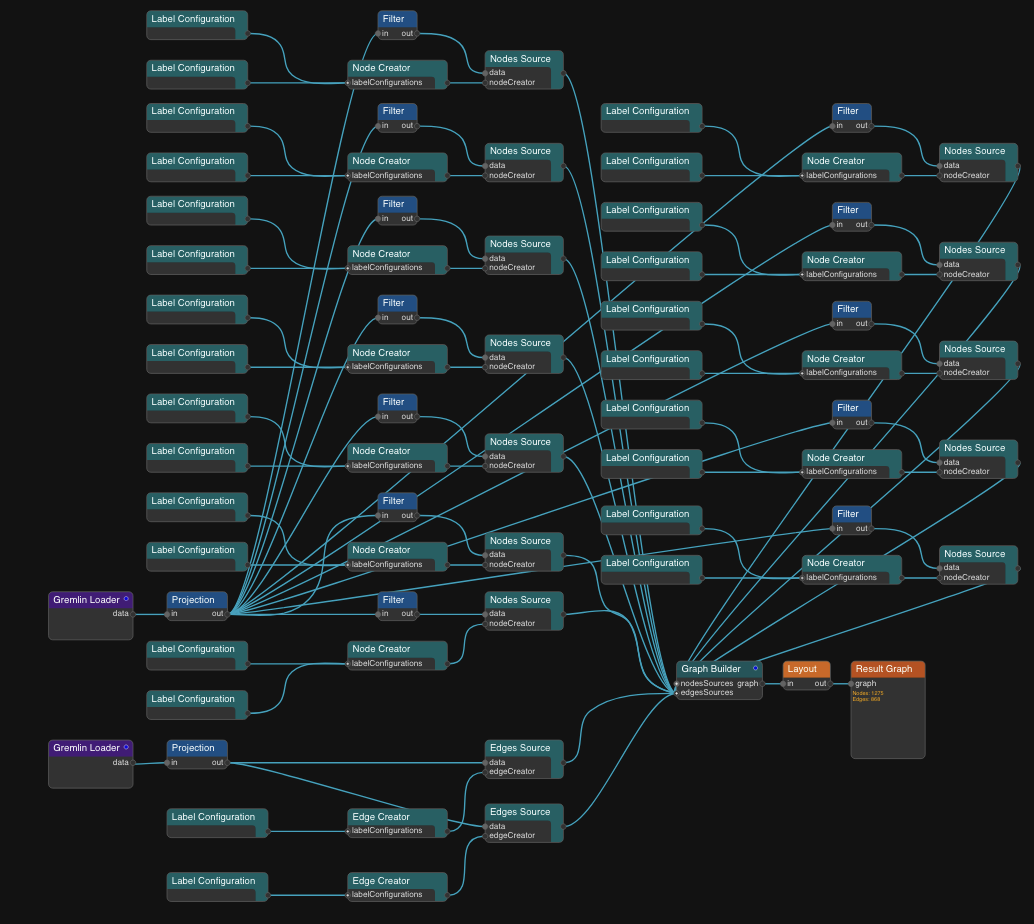 Label Configuration
Filter
in out
Label Configuration
Node Creator
labelConfigurations
Nodes Source
data
nodeCreator
Label Configuration
Filter
in out
Label Configuration
Node Creator
labelConfigurations
Nodes Source
data
nodeCreator
Label Configuration
Filter
in out
Label Configuration
Node Creator
labelConfigurations
Nodes Source
data
nodeCreator
Label Configuration
Filter
in out
Label Configuration
Node Creator
labelConfigurations
Nodes Source
data
nodeCreator
Label Configuration
Filter
in out
Label Configuration
Node Creator
labelConfigurations
Nodes Source
data
nodeCreator
Label Configuration
Filter
in out
Label Configuration
Node Creator
labelConfigurations
Nodes Source
data
nodeCreator
Gremlin Loader
data
Projection
in out
Filter
in out
Nodes Source
data
nodeCreator
Label Configuration
Node Creator
labelConfigurations
Label Configuration
Label Configuration
Filter
in out
Label Configuration
Node Creator
labelConfigurations
Nodes Source
data
nodeCreator
Label Configuration
Filter
in out
Label Configuration
Node Creator
labelConfigurations
Nodes Source
data
nodeCreator
Label Configuration
Filter
in out
Label Configuration
Node Creator
labelConfigurations
Nodes Source
data
nodeCreator
Label Configuration
Filter
in out
Label Configuration
Node Creator
labelConfigurations
Nodes Source
data
nodeCreator
Label Configuration
Filter
in out
Label Configuration
Node Creator
labelConfigurations
Nodes Source
data
nodeCreator
Graph Builder
nodesSources graph
edgesSources
Layout
in out
Result Graph
graph
Nodes: 1275
Edges:
Gremlin Loader
data
Projection
in out
Edges Source
data
edgeCreator
Label Configuration
Edge Creator
labelConfigurations
Edges Source
data
edgeCreator
Label Configuration
Edge Creator
labelConfigurations